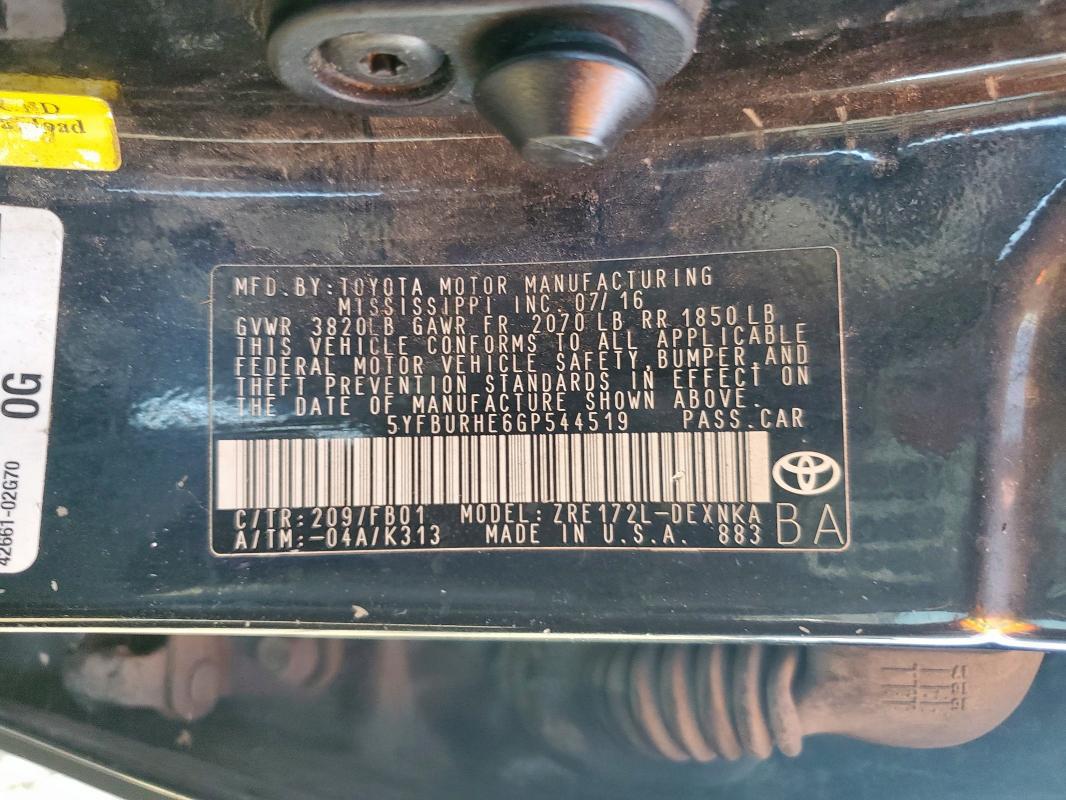 load
0G
42661-02G70
MFD.BY:TOYOTA MOTOR MANUFACTURING
MISSISSIPPI INC. 07/16
GVWR 3820LB GAWR FR 2070 LB RR 1850 LB
THIS VEHICLE CONFORMS TO ALL APPLICABLE
FEDERAL MOTOR VEHICLE SAFETY,BUMPER,AND
THEFT PREVENTION STANDARDS IN EFFECT ON
THE DATE OF MANUFACTURE SHOWN ABOVE.
5YFBURHE6GP544519 PASS.CAR
C/TR:209/FB01 MODEL:ZRE172L-DEXNKA
A/TM:-04A/K313 MADE IN U.S.A. 883 BA